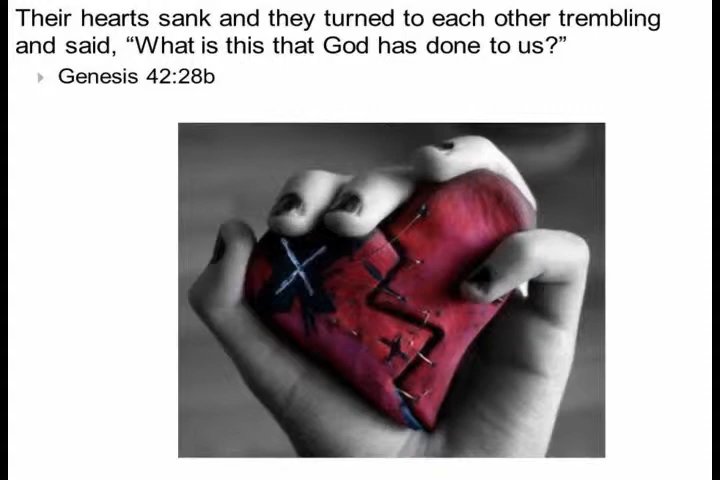 Their hearts sank and they turned to each other trembling
and said, “What is this that God has done to us?”
Genesis 42:28b